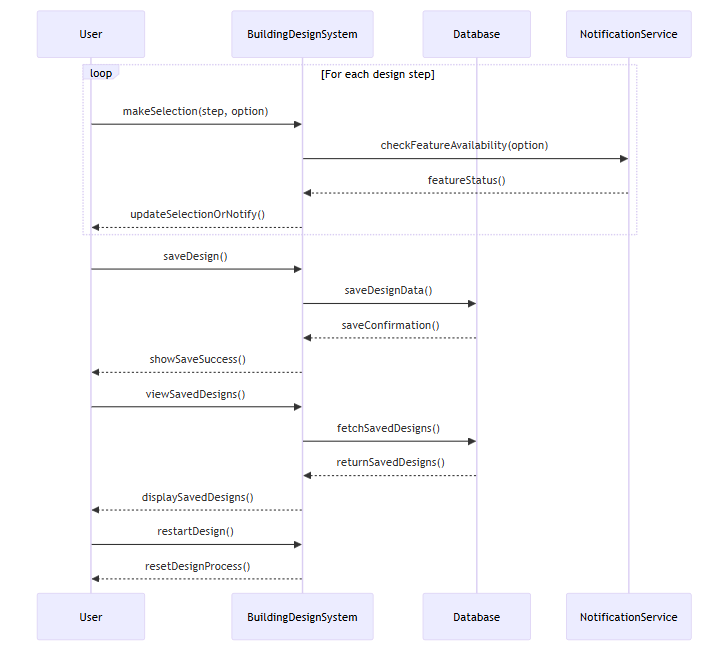 User
BuildingDesignSystem
Database
NotificationService
loop
[For each design step]
makeSelection(step, option)
checkFeatureAvailability(option)
featureStatus()
updateSelectionOrNotify()
saveDesign()
saveDesignData()
saveConfirmation()
showSaveSuccess()
viewSavedDesigns()
fetchSavedDesigns()
returnSavedDesigns()
displaySavedDesigns()
restartDesign()
resetDesignProcess()
User
BuildingDesignSystem
Database
NotificationService